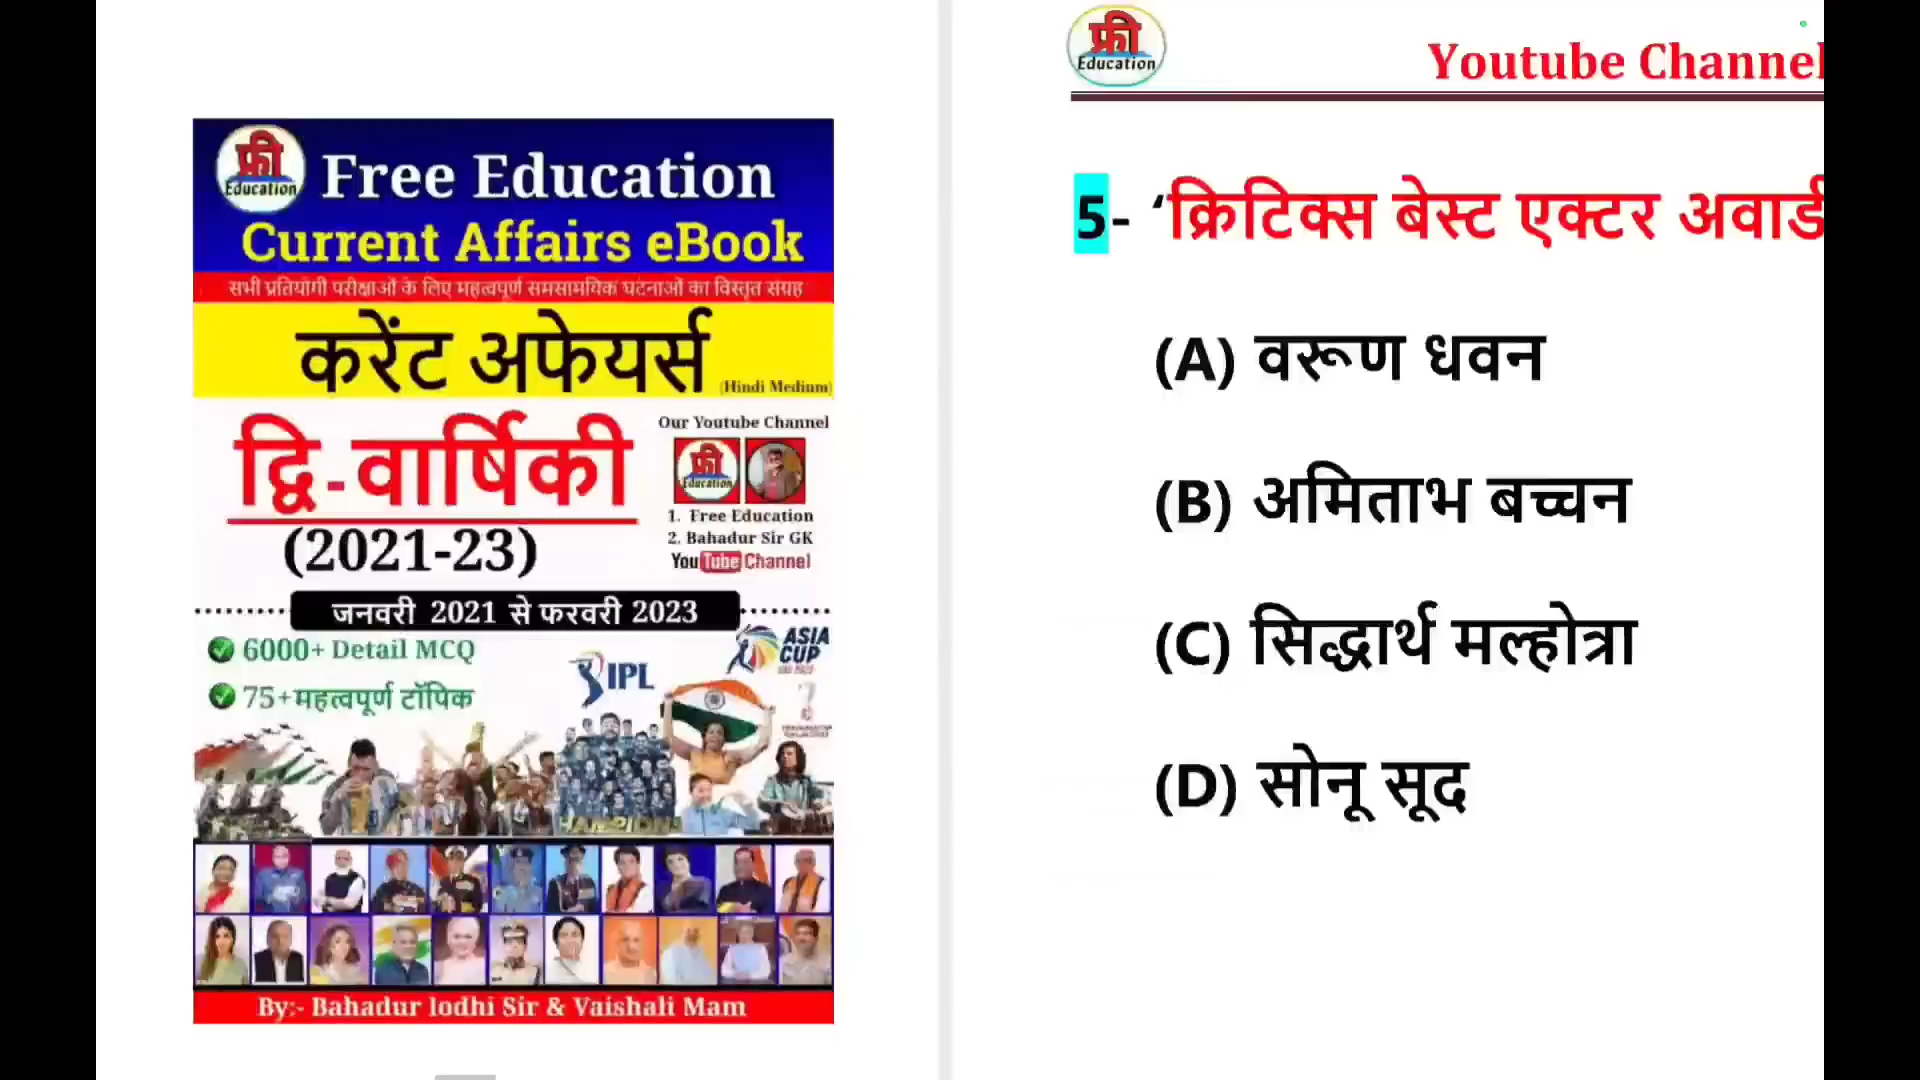 फ्री
Education
Free Education
Current Affairs eBook
सभी प्रतियोगी परीक्षाओं के लिए महत्वपूर्ण समसामयिक घटनाओं का विस्तृत संग्रह
करेंट अफेयर्स
(Hindi Medium)
द्वि-वार्षिकी
(2021-23)
Our Youtube Channel
फ्री
Education
1. Free Education
2. Bahadur Sir GK
YouTube Channel
जनवरी 2021 से फरवरी 2023
6000+ Detail MCQ
75+महत्वपूर्ण टॉपिक
IPL
ASIA
CUP
By:- Bahadur lodhi Sir & Vaishali Mam
फ्री
Education
Youtube Channel
5- ‘क्रिटिक्स बेस्ट एक्टर अवार्ड
(A) वरूण धवन
(B) अमिताभ बच्चन
(C) सिद्धार्थ मल्होत्रा
(D) सोनू सूद